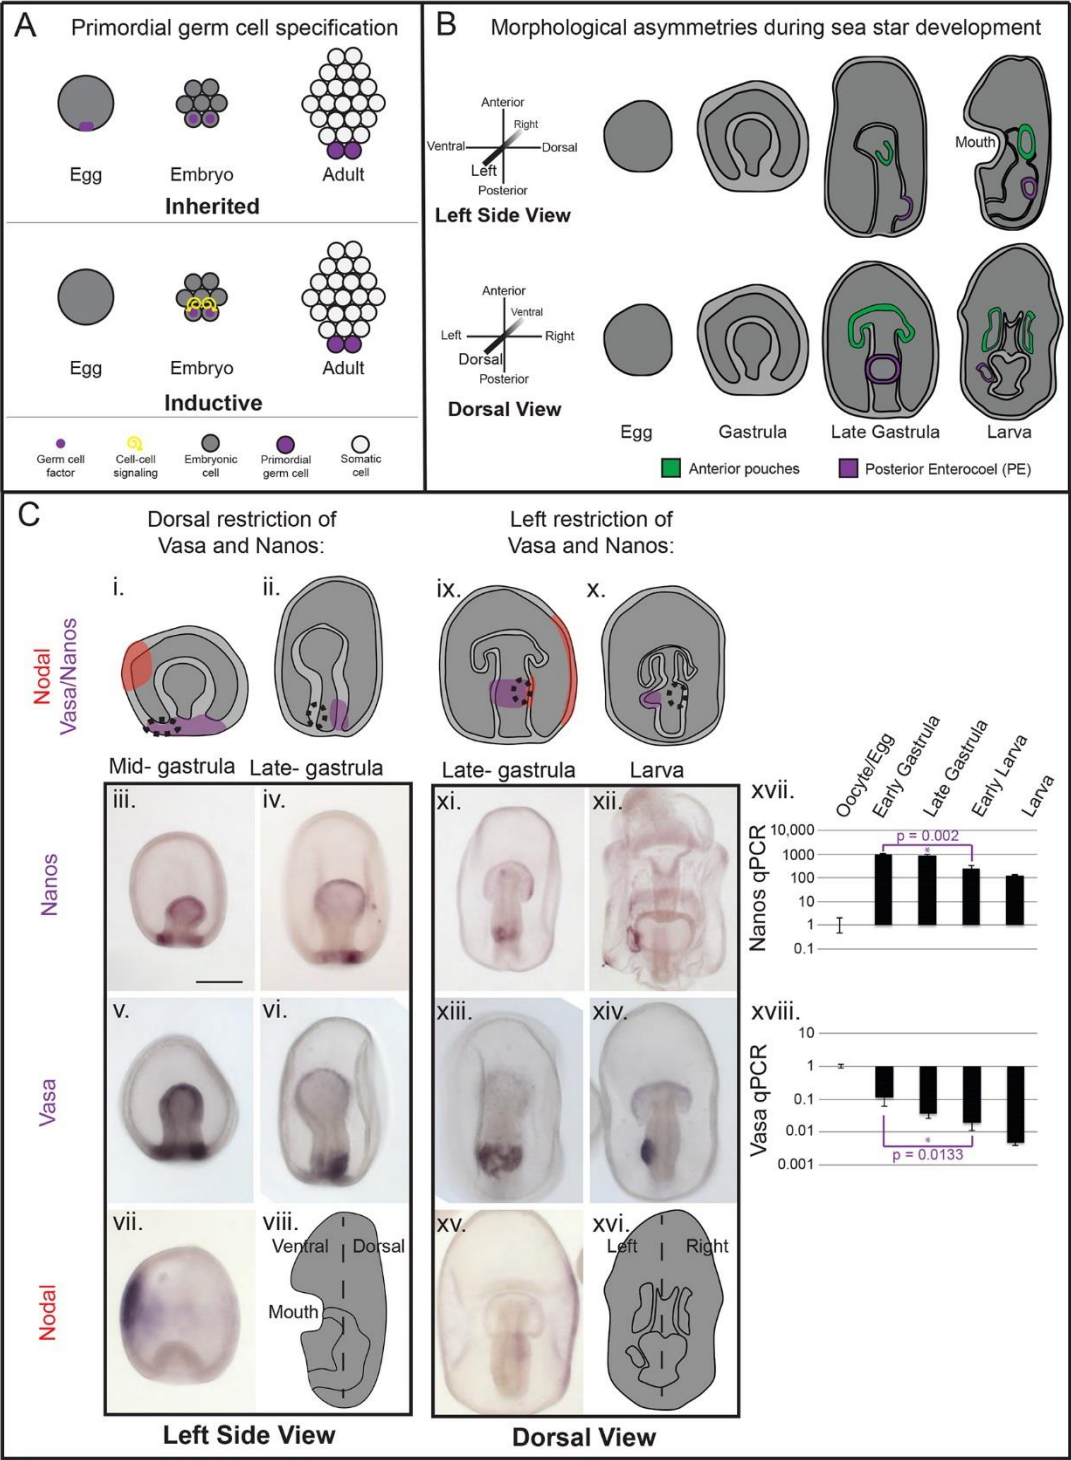 A
Primordial germ cell specification
Egg
Embryo
Adult
Inherited
Egg
Embryo
Adult
Inductive
Germ cell
factor
Cell-cell
signaling
Embryonic
cell
Primordial
germ cell
Somatic
cell
B
Morphological asymmetries during sea star development
Anterior
Right
Ventral
Dorsal
Left
Posterior
Left Side View
Mouth
Anterior
Ventral
Left
Right
Dorsal
Posterior
Dorsal View
Egg
Gastrula
Late Gastrula
Larva
Anterior pouches
Posterior Enterocoel (PE)
C
Dorsal restriction of
Vasa and Nanos:
Left restriction of
Vasa and Nanos:
i.
ii.
ix.
x.
Nodal
Vasa/Nanos
Mid- gastrula
Late- gastrula
Late- gastrula
Larva
Nanos
iii.
iv.
xi.
xii.
Vasa
v.
vi.
xiii.
xiv.
Nodal
vii.
viii.
Ventral
Dorsal
Mouth
xv.
xvi.
Left
Right
Left Side View
Dorsal View
xvii.
Oocyte/Egg
Early Gastrula
Late Gastrula
Early Larva
Larva
Nanos qPCR
10,000
1000
100
10
1
0.1
p = 0.002
*
xviii.
Vasa qPCR
10
1
0.1
0.01
0.001
*
p = 0.0133